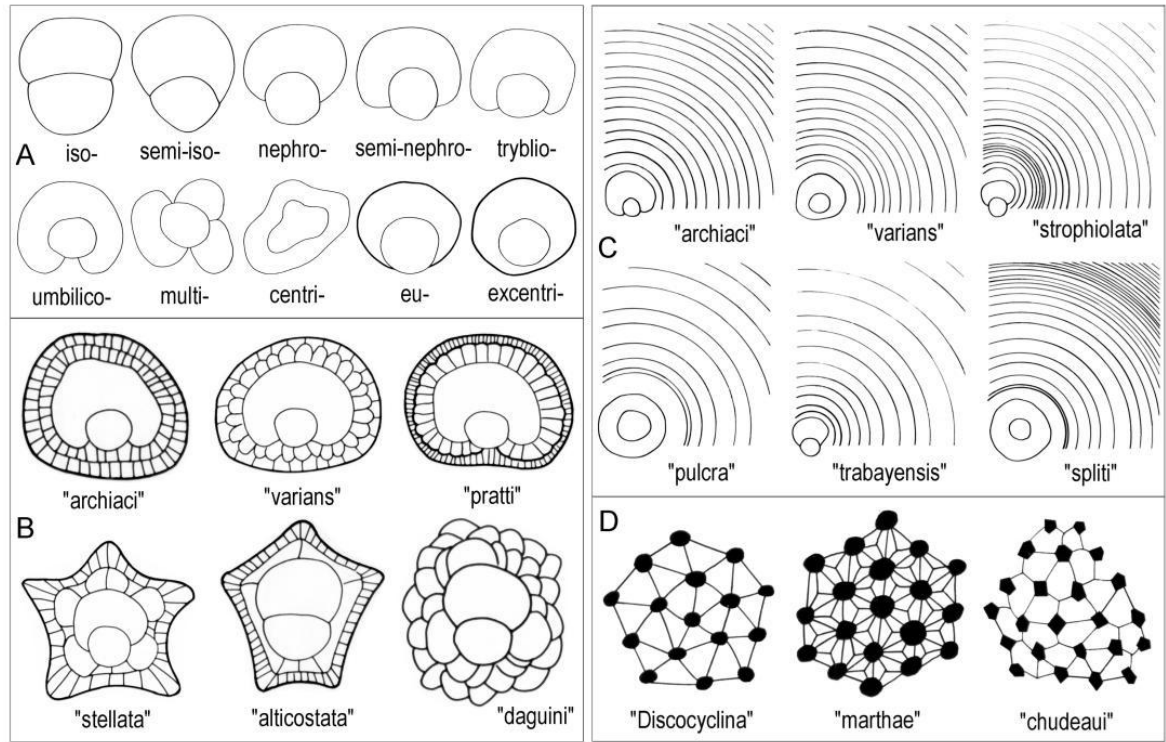 A
iso- semi-iso- nephro- semi-nephro- tryblio-
umbilico- multi- centri- eu- excentri-
"archiaci" "varians" "pratti"
B
"stellata" "alticostata" "daguini"
"archiaci" "varians" "strophiolata"
C
"pulcra" "trabayensis" "spliti"
D
"Discocyclina" "marthae" "chudeaui"